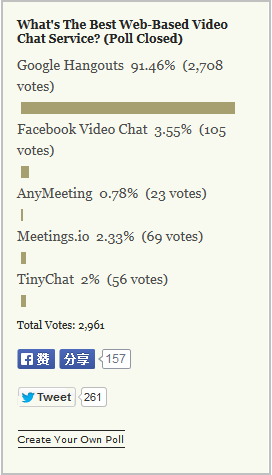 What's The Best Web-Based Video
Chat Service? (Poll Closed)
Google Hangouts 91.46% (2,708
votes)
Facebook Video Chat 3.55% (105
votes)
AnyMeeting 0.78% (23 votes)
Meetings.io 2.33% (69 votes)
TinyChat 2% (56 votes)
Total Votes: 2,961
赞 分享 157
Tweet 261
Create Your Own Poll